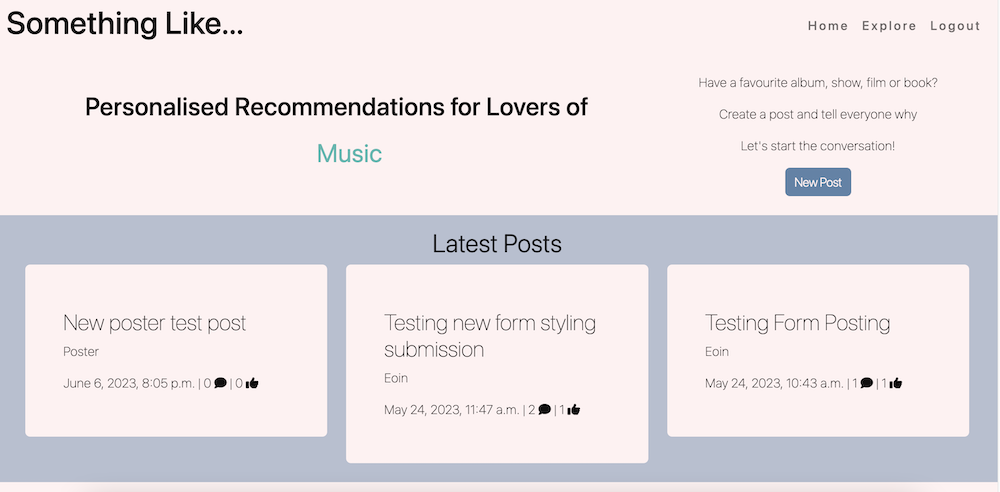 Something Like...
Home Explore Logout
Personalised Recommendations for Lovers of
Music
Have a favourite album, show, film or book?
Create a post and tell everyone why
Let's start the conversation!
New Post
Latest Posts
New poster test post
Poster
June 6, 2023, 8:05 p.m. | 0 | 0
Testing new form styling
submission
Eoin
May 24, 2023, 11:47 a.m. | 2 | 1
Testing Form Posting
Eoin
May 24, 2023, 10:43 a.m. | 1 | 1